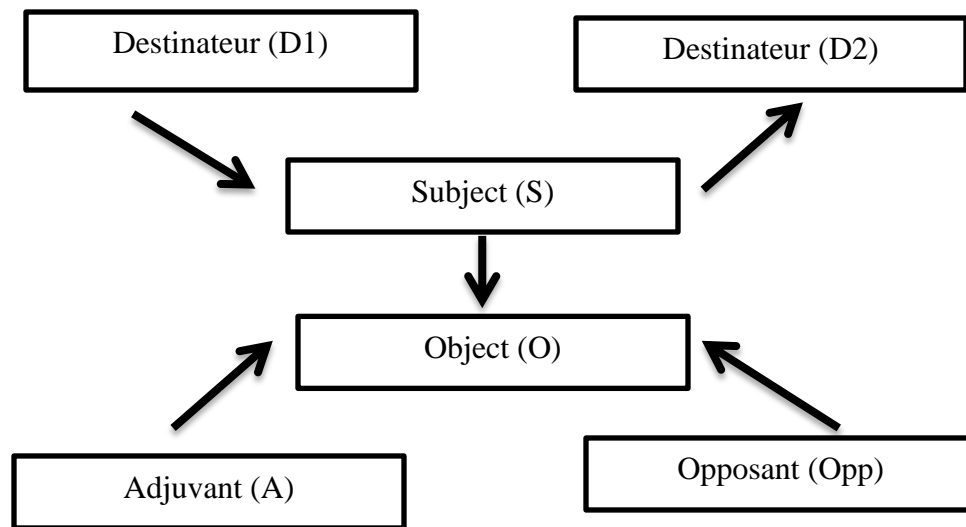 Destinateur (D1)
Destinateur (D2)
Subject (S)
Object (O)
Adjuvant (A)
Opposant (Opp)